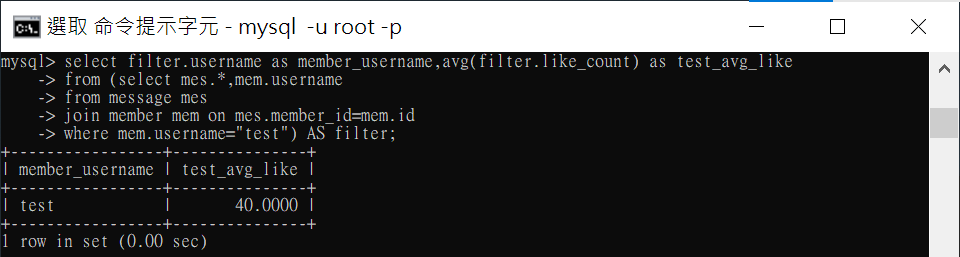 選取 命令提示字元 - mysql -u root -p
mysql> select filter.username as member_username,avg(filter.like_count) as test_avg_like
    -> from (select mes.*,mem.username
    -> from message mes
    -> join member mem on mes.member_id=mem.id
    -> where mem.username="test") AS filter;
+-----------------+---------------+
| member_username | test_avg_like |
+-----------------+---------------+
| test            |       40.0000 |
+-----------------+---------------+
1 row in set (0.00 sec)